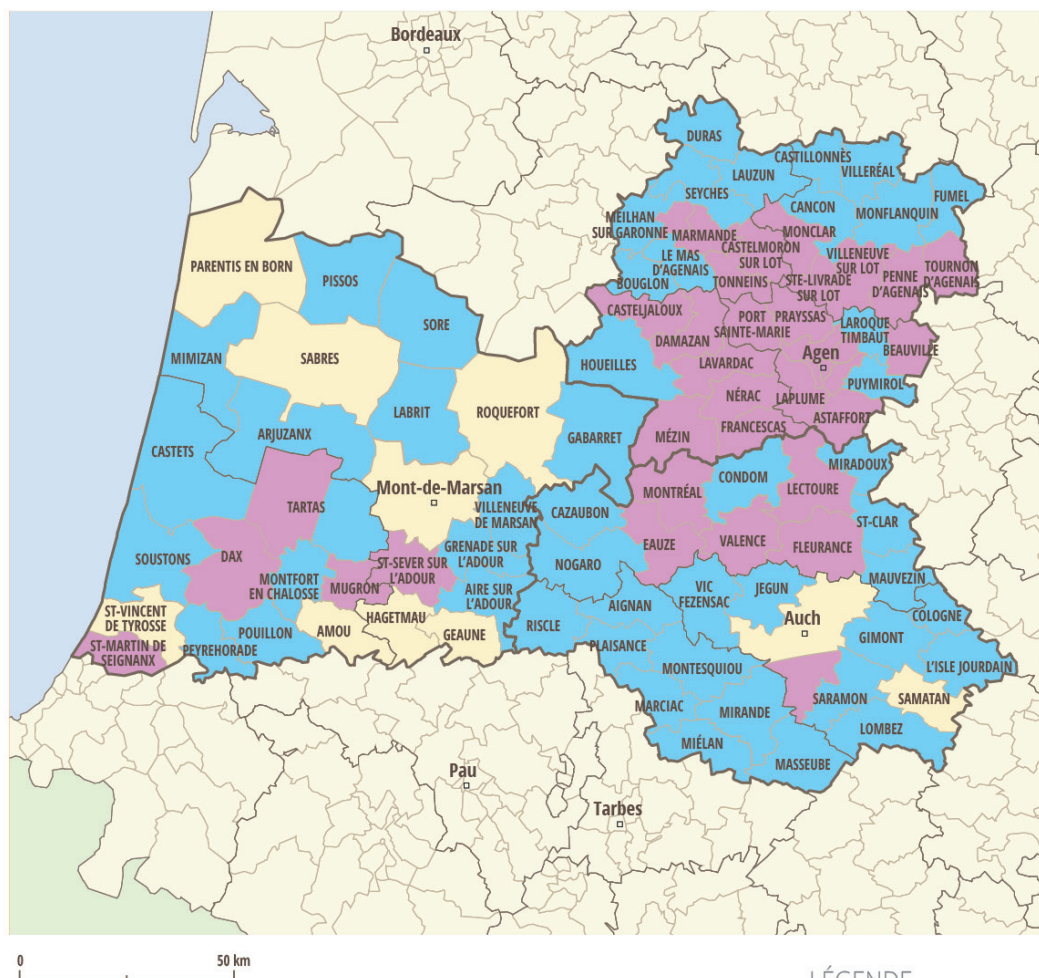 Bordeaux
DURAS
CASTILLONNÈS
LAUZUN
VILLERÉAL
SEYCHES
FUMEL
CANCON
MONFLANQUIN
MEILHAN
SUR GARONNE
MARMANDE
MONCLAR
CASTELMORON
SUR LOT
VILLENEUVE
SUR LOT
LE MAS
D'AGENAIS
PENNE
D'AGENAIS
TOURNON
D'AGENAIS
BOUGLON
TONNEINS
STE-LIVRADE
SUR LOT
PARENTIS EN BORN
PISSOS
SORE
CASTELJALOUX
PORT
SAINTE-MARIE
PRAYSSAS
LAROQUE
TIMBAUT
DAMAZAN
BEAUVILLE
MIMIZAN
SABRES
HOUEILLES
LAVARDAC
Agen
PUYMIROL
NÉRAC
LAPLUME
LABRIT
ROQUEFORT
ASTAFFORT
FRANCESCAS
ARJUZANX
GABARRET
MÉZIN
CASTETS
MIRADOUX
CONDOM
Mont-de-Marsan
MONTRÉAL
LECTOURE
TARTAS
VILLENEUVE
DE MARSAN
CAZAUBON
ST-CLAR
EAUZE
VALENCE
FLEURANCE
GRENADE SUR
L'ADOUR
SOUSTONS
DAX
ST-SEVER SUR
L'ADOUR
NOGARO
MONTFORT
EN CHALOSSE
MUGRON
AIRE SUR
L'ADOUR
VIC
FEZENSAC
JEGUN
MAUVEZIN
AIGNAN
COLOGNE
ST-VINCENT
DE TYROSSE
HAGETMAU
Auch
RISCLE
POUILLON
AMOU
GEAUNE
GIMONT
ST-MARTIN DE
SEIGNANX
PEYREHORADE
PLAISANCE
MONTESQUIOU
L'ISLE JOURDAIN
SARAMON
SAMATAN
MARCIAC
MIRANDE
LOMBEZ
MIÉLAN
MASSEUBE
Pau
Tarbes
0
50 km
LÉGENDE